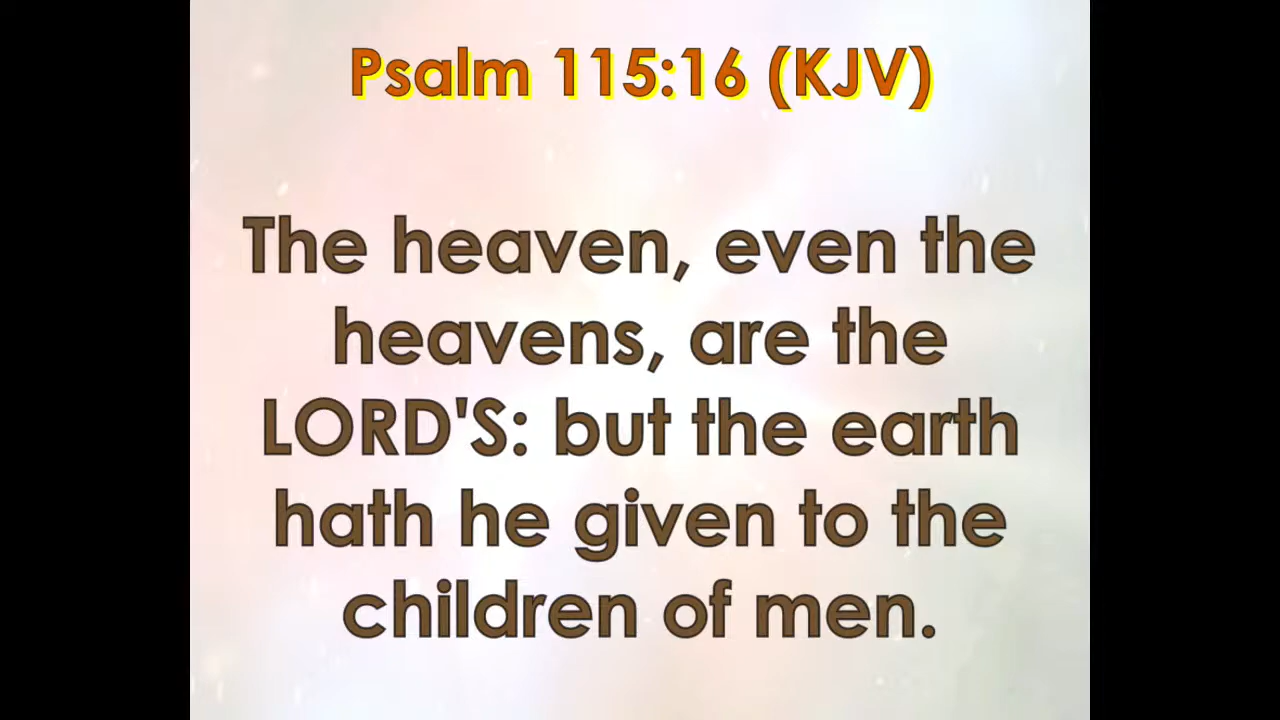 Psalm 115:16 (KJV)
The heaven, even the
heavens, are the
LORD'S: but the earth
hath he given to the
children of men.